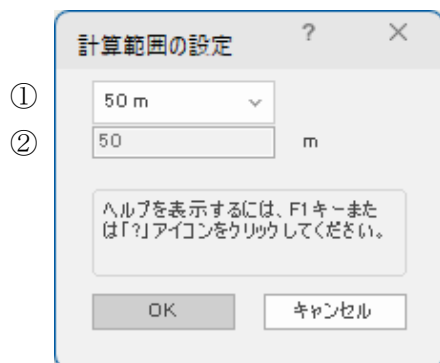 計算範囲の設定 ? ×
① 50 m
② 50 m
ヘルプを表示するには、F1キーまた
は「?」アイコンをクリックしてください。
OK キャンセル